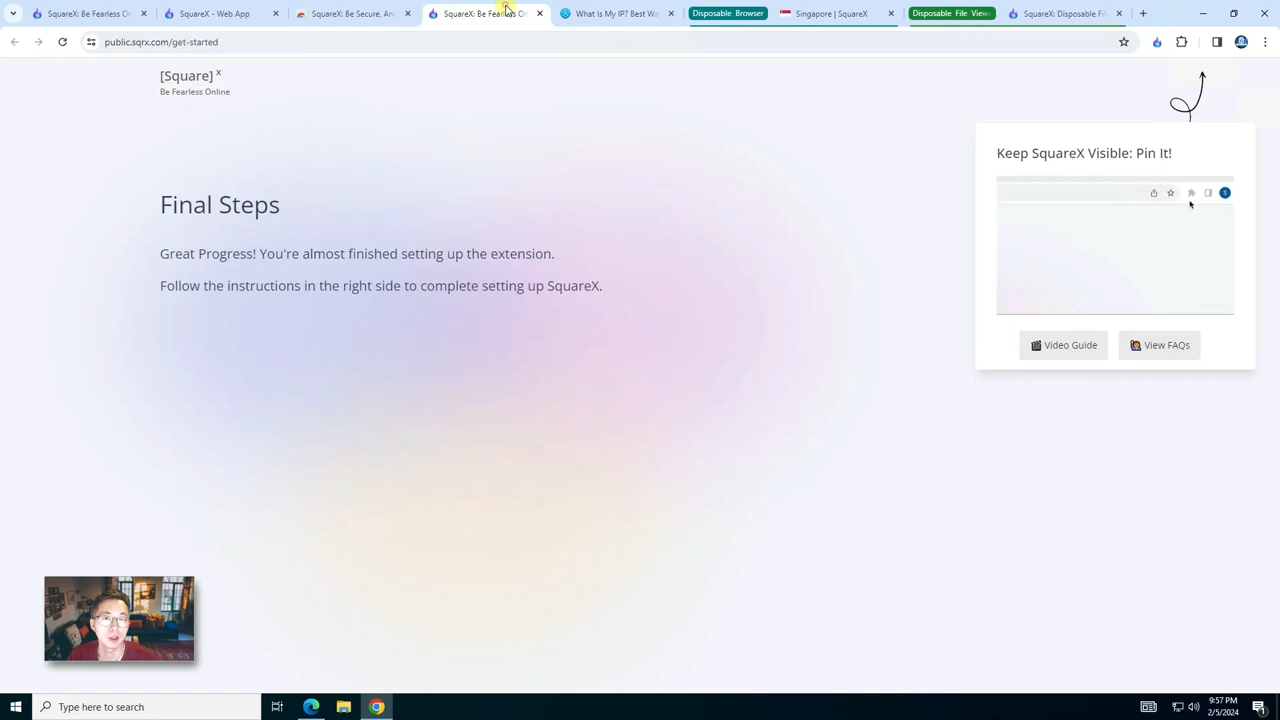 SquareX: Be Fearless On
SquareX
SquareX: Be Secure, An
SquareX: Be Fearless On
What Is My IP? Best W
Disposable Browser
Singapore | SquareX
Disposable File Viewer
SquareX: Disposable Fil
public.sqrx.com/get-started
[Square] x
Be Fearless Online
Keep SquareX Visible: Pin It!
S
Final Steps
Great Progress! You're almost finished setting up the extension.
Follow the instructions in the right side to complete setting up SquareX.
Video Guide
View FAQs
Type here to search
9:57 PM
2/5/2024